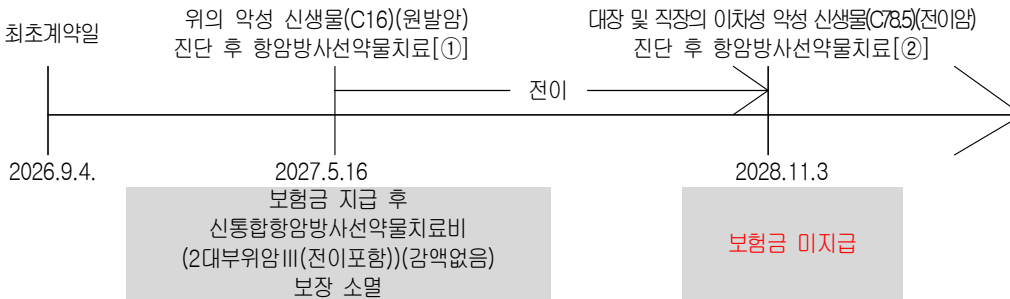 최초계약일
위의 악성 신생물(C16)(원발암)
진단 후 항암방사선약물치료[①]
대장 및 직장의 이차성 악성 신생물(C78.5)(전이암)
진단 후 항암방사선약물치료[②]
전이
2026.9.4.
2027.5.16
2028.11.3
보험금 지급 후
신통합항암방사선약물치료비
(2대부위암Ⅲ(전이포함))(감액없음)
보장 소멸
보험금 미지급